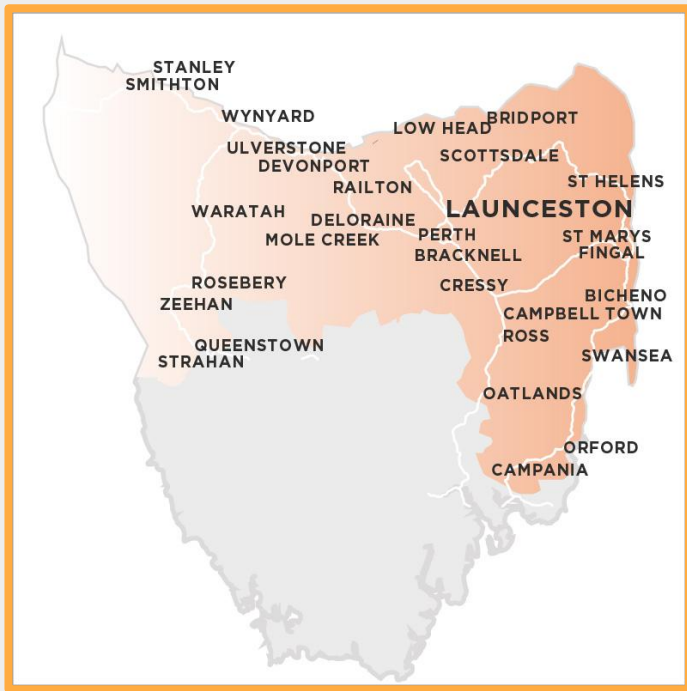 STANLEY
SMITHTON
WYNYARD
BRIDPORT
LOW HEAD
ULVERSTONE
SCOTTSDALE
DEVONPORT
RAILTON
ST HELENS
LAUNCESTON
WARATAH
DELORAINE
PERTH
ST MARYS
MOLE CREEK
BRACKNELL
FINGAL
ROSEBERY
CRESSY
BICHENO
ZEEHAN
CAMPBELL TOWN
ROSS
QUEENSTOWN
SWANSEA
STRAHAN
OATLANDS
ORFORD
CAMPANIA